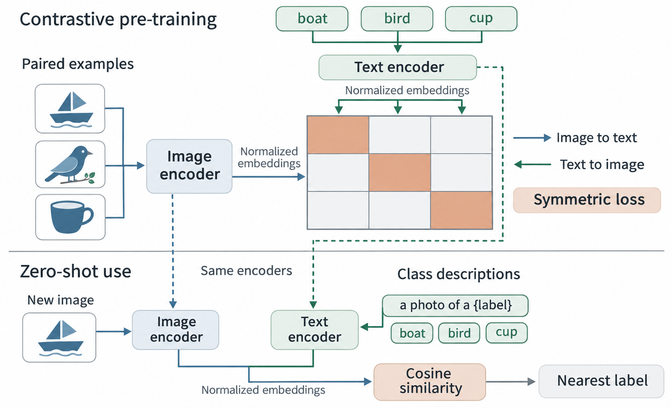 Contrastive pre-training
boat
bird
cup
Paired examples
Text encoder
Normalized embeddings
Image
encoder
Normalized
embeddings
Image to text
Text to image
Symmetric loss
Zero-shot use
Same encoders
Class descriptions
New image
Image
encoder
Text
encoder
a photo of a {label}
boat
bird
cup
Normalized embeddings
Cosine
similarity
Nearest label